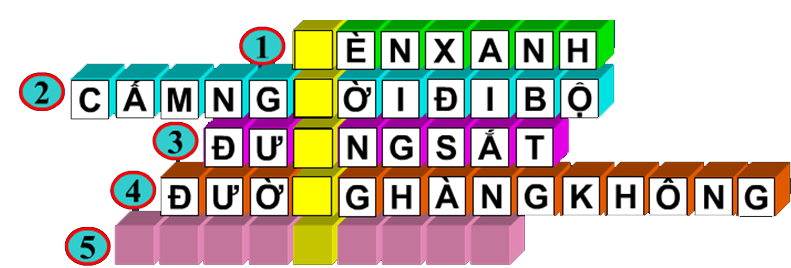 1 ÈNXANH
2 CẤMNG ỜIĐIBỘ
3 ĐƯ NGSẮT
4 ĐƯỜ GHÀNGKHÔNG
5